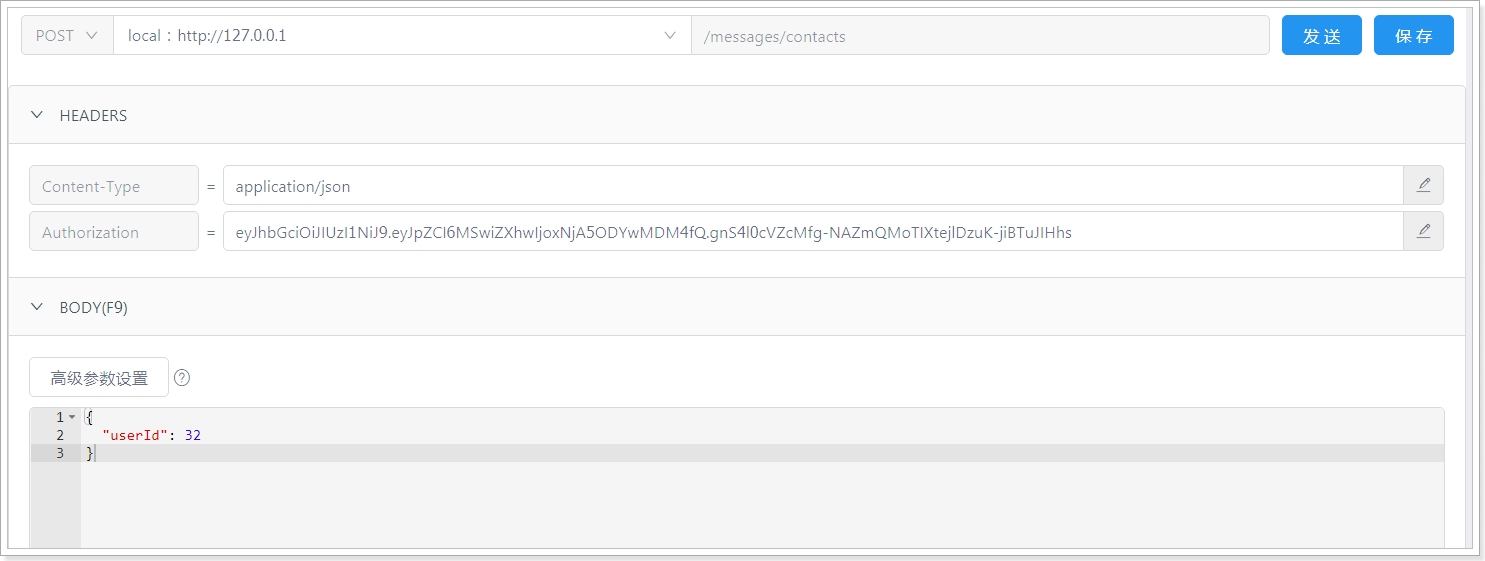 POST local : http://127.0.0.1 /messages/contacts 发 送 保 存
HEADERS
Content-Type = application/json
Authorization = eyJhbGciOiJIUzI1NiJ9.eyJpZCI6MSwiZXhwIjoxNjA5ODYwMDM4fQ.gnS4l0cVZcMfg-NAZmQMoTIXtejlDzuK-jiBTuJIHhs
BODY(F9)
高级参数设置 ?
1 {
2 "userId": 32
3 }